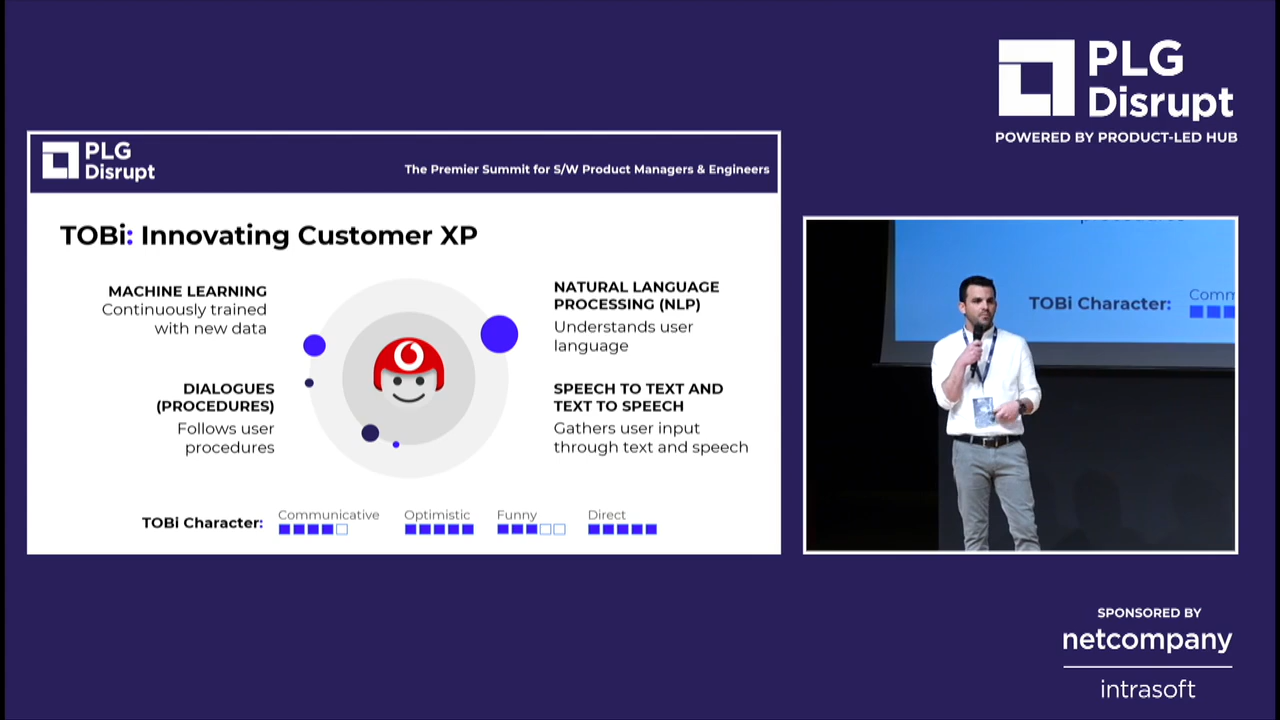 PLG
Disrupt
POWERED BY PRODUCT-LED HUB
PLG
Disrupt
The Premier Summit for S/W Product Managers & Engineers
TOBi: Innovating Customer XP
MACHINE LEARNING
Continuously trained
with new data
NATURAL LANGUAGE
PROCESSING (NLP)
Understands user
language
DIALOGUES
(PROCEDURES)
Follows user
procedures
SPEECH TO TEXT AND
TEXT TO SPEECH
Gathers user input
through text and speech
TOBi Character:
Communicative
Optimistic
Funny
Direct
TOBi Character:
Comm
SPONSORED BY
netcompany
intrasoft